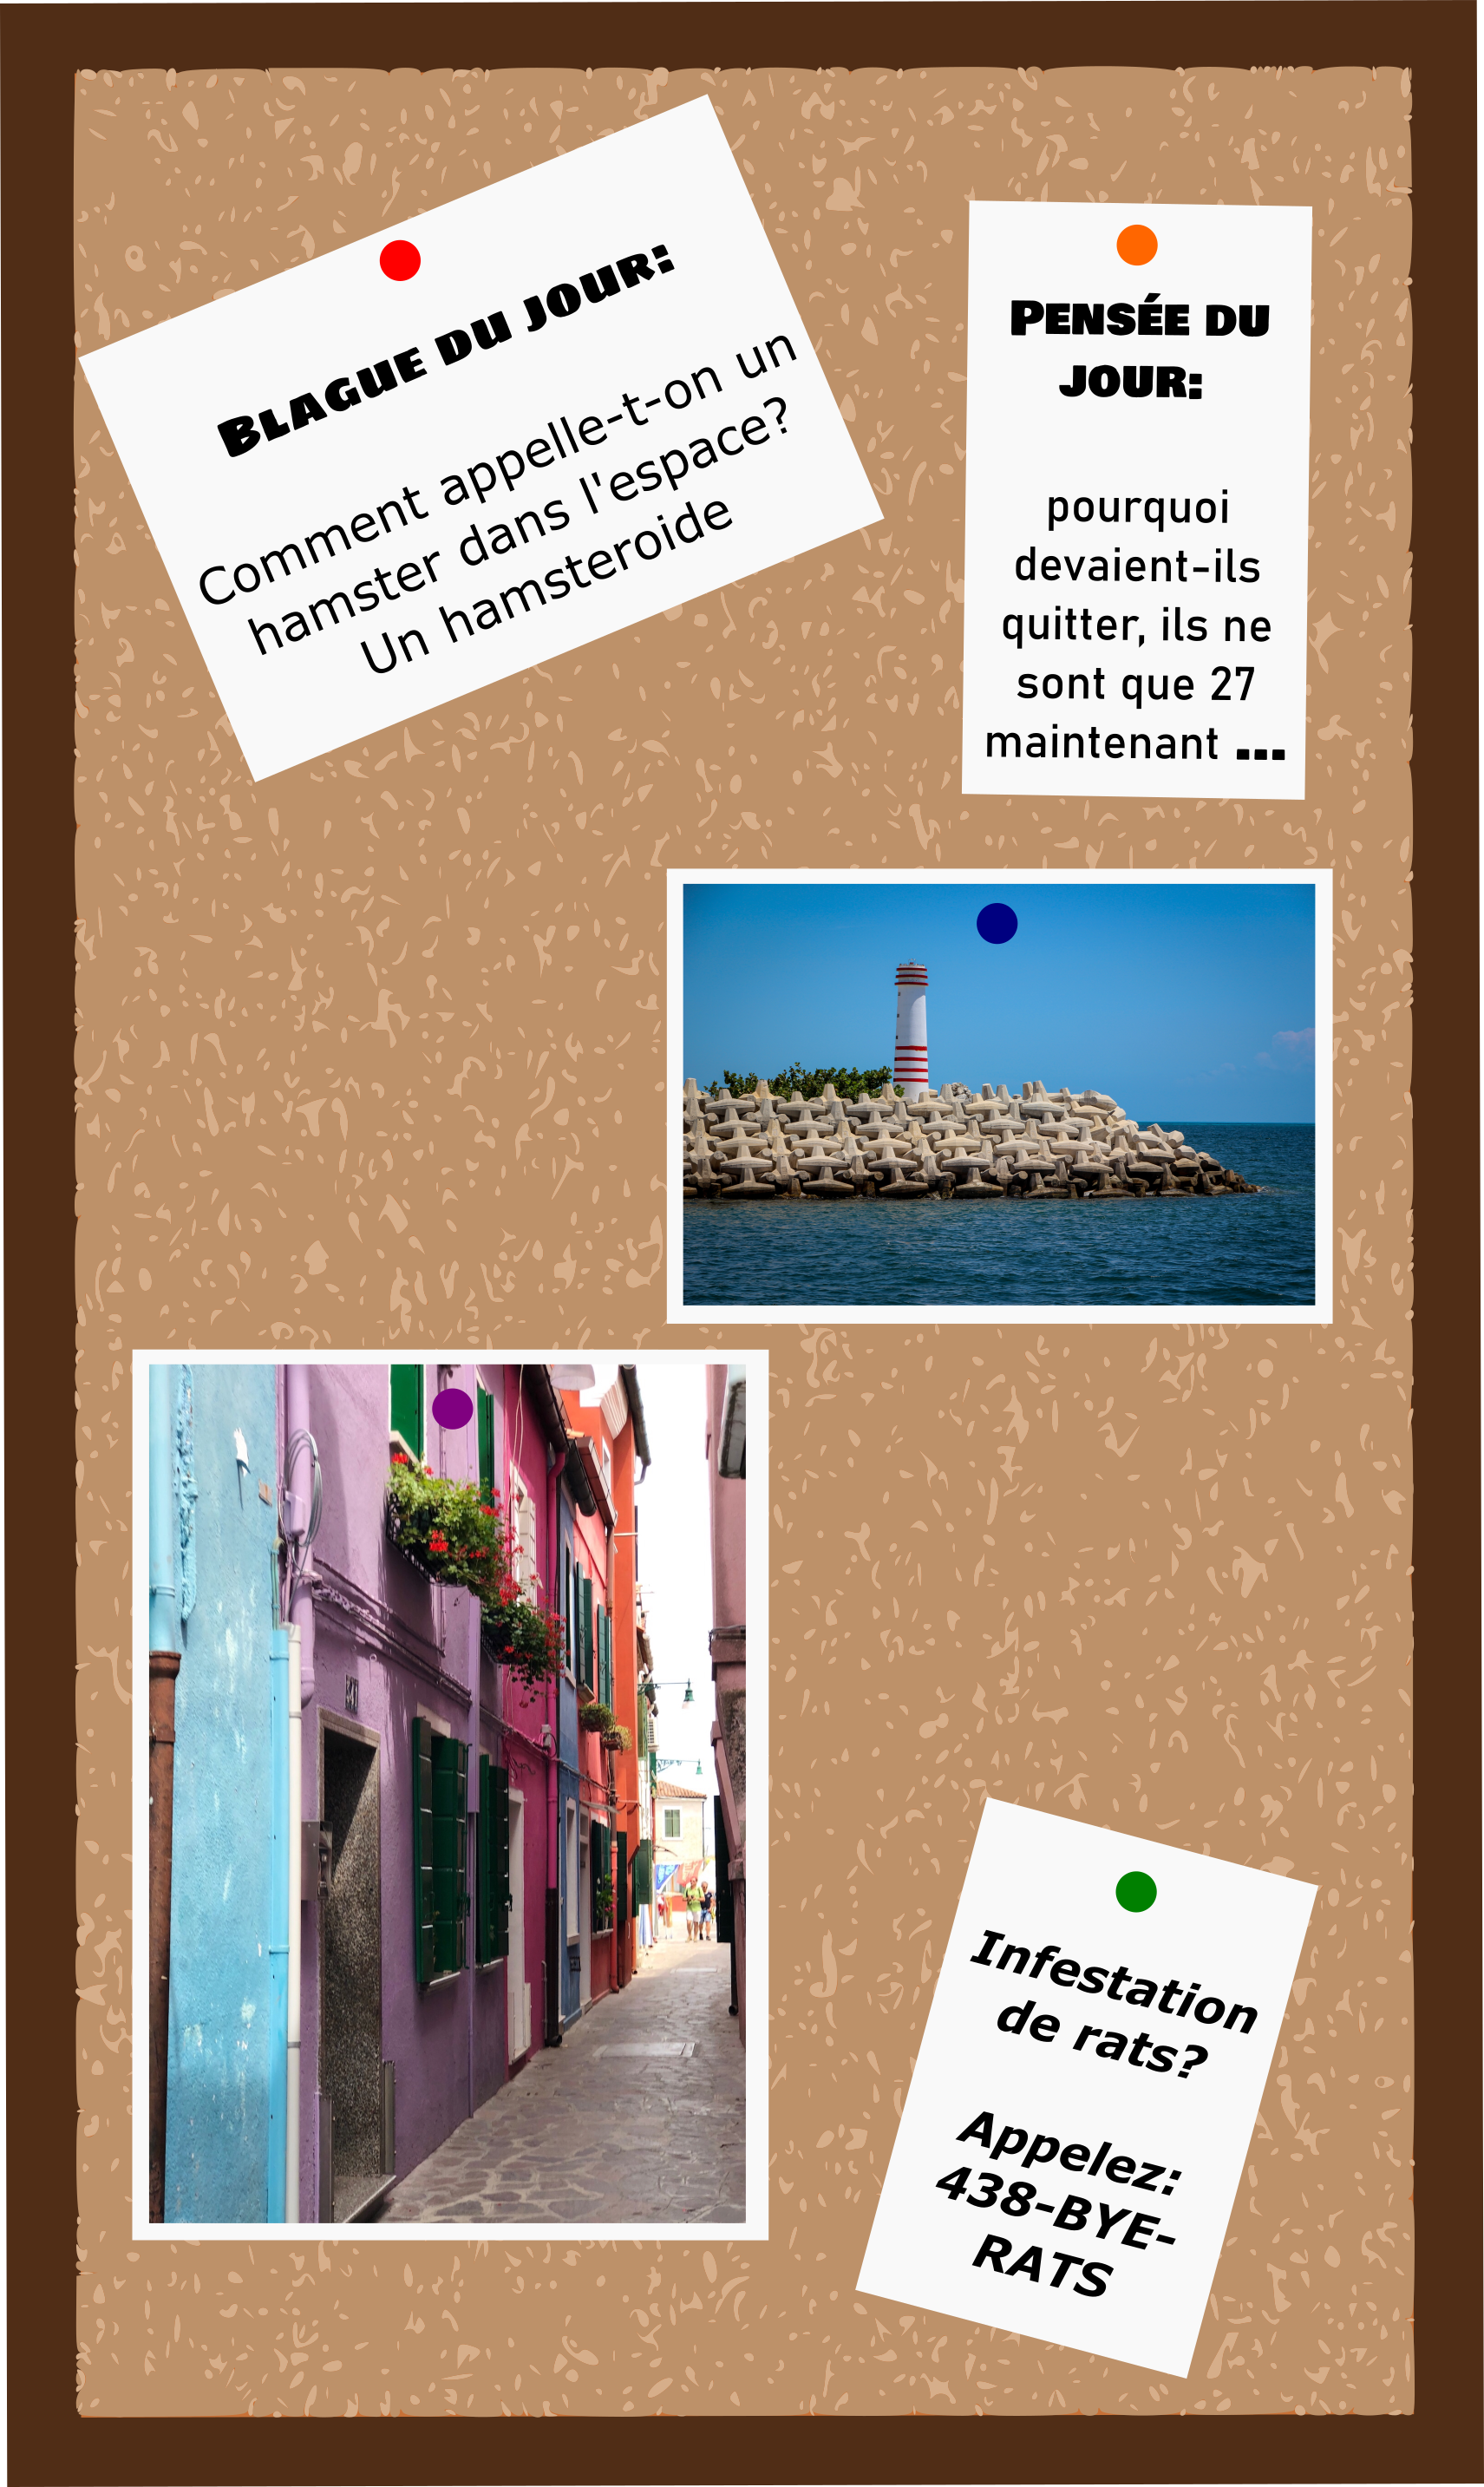 Blague du jour:
Comment appelle-t-on un
hamster dans l'espace?
Un hamsteroide
Pensée du
jour:
pourquoi
devaient-ils
quitter, ils ne
sont que 27
maintenant ...
Infestation
de rats?
Appelez:
438-BYE-
RATS